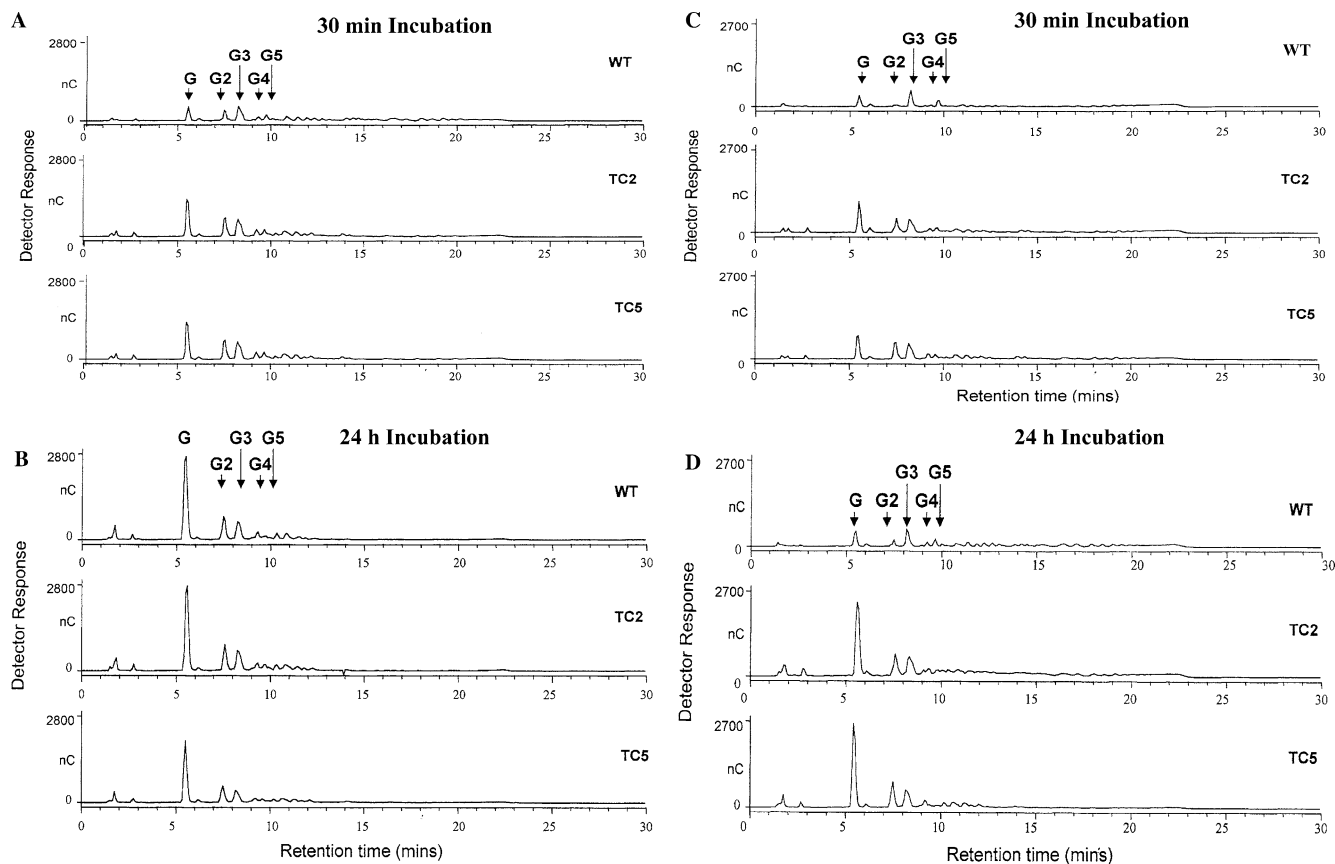 A
30 min Incubation
2800
nC
0
G
G2
G3
G4
G5
WT
0 5 10 15 20 25 30
2800
nC
0
TC2
0 5 10 15 20 25 30
2800
nC
0
TC5
0 5 10 15 20 25 30
Detector Response
C
30 min Incubation
2700
nC
0
G
G2
G3
G4
G5
WT
0 5 10 15 20 25 30
2700
nC
0
TC2
0 5 10 15 20 25 30
2700
nC
0
TC5
0 5 10 15 20 25 30
Detector Response
Retention time (mins)
B
24 h Incubation
2800
nC
0
G
G2
G3
G4
G5
WT
0 5 10 15 20 25 30
2800
nC
0
TC2
0 5 10 15 20 25 30
2800
nC
0
TC5
0 5 10 15 20 25 30
Detector Response
Retention time (mins)
D
24 h Incubation
2700
nC
0
G
G2
G3
G4
G5
WT
0 5 10 15 20 25 30
2700
nC
0
TC2
0 5 10 15 20 25 30
2700
nC
0
TC5
0 5 10 15 20 25 30
Detector Response
Retention time (mins)